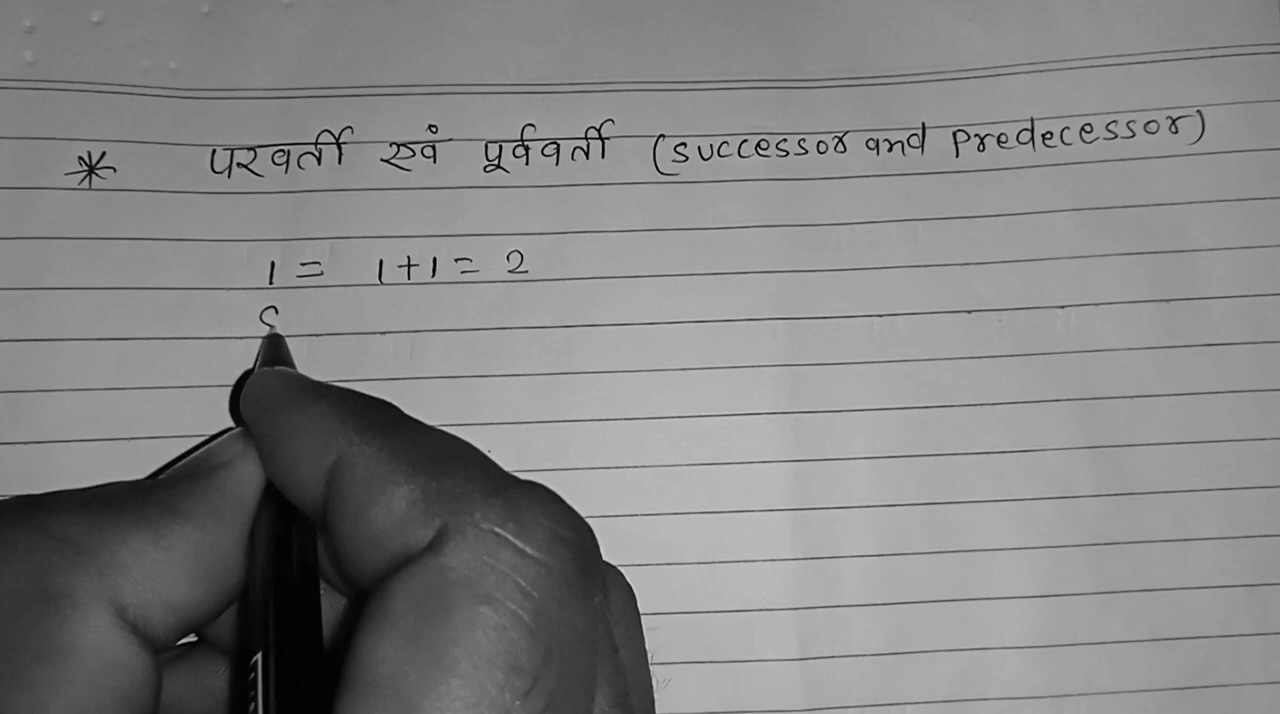 * परवर्ती एवं पूर्ववर्ती (successor and Predecessor)
1 = 1+1 = 2